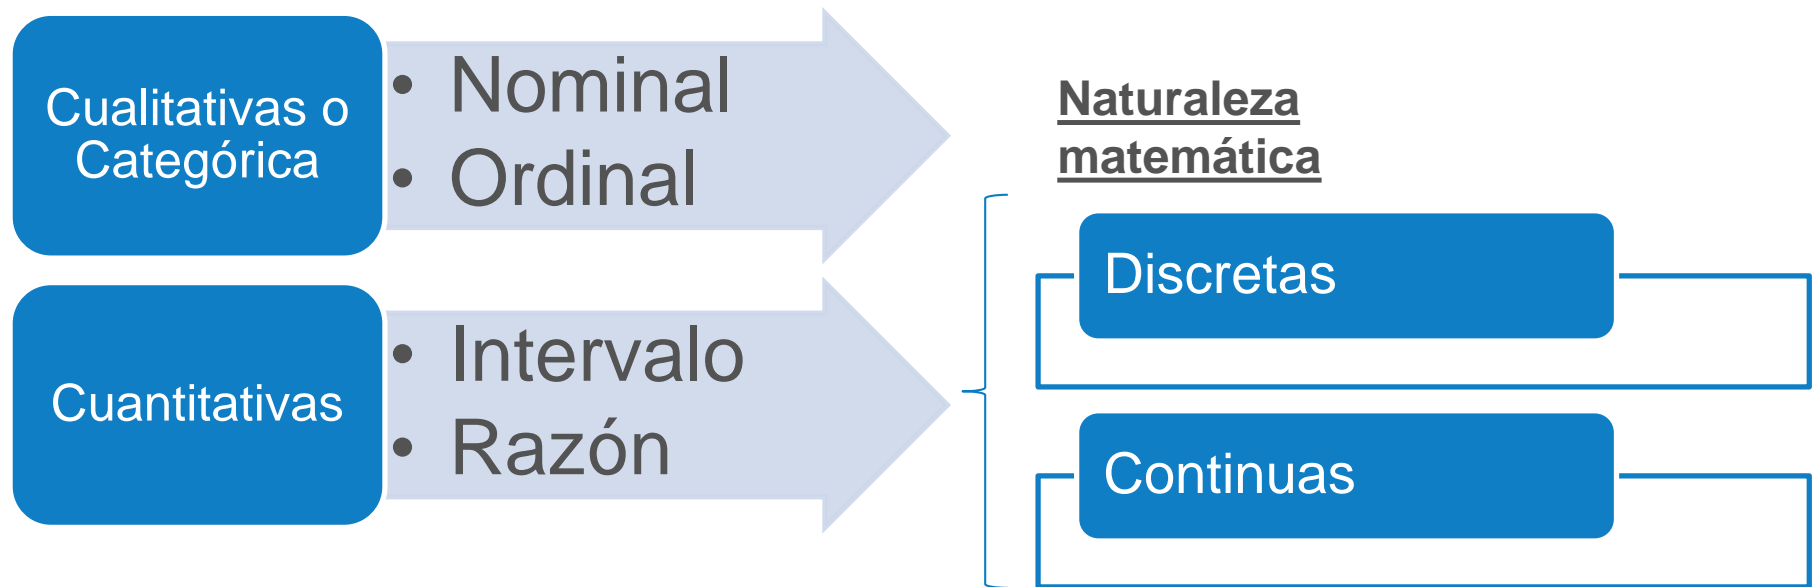 Cualitativas o
Categórica
• Nominal
• Ordinal
Cuantitativas
• Intervalo
• Razón
Naturaleza
matemática
Discretas
Continuas